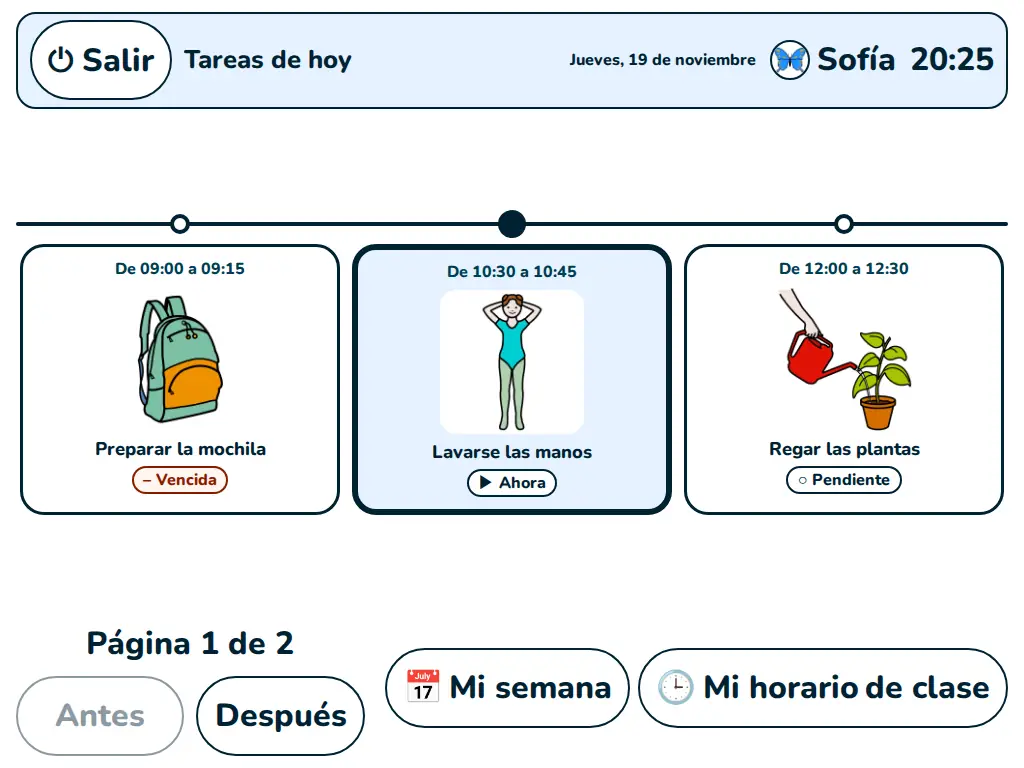 Salir
Tareas de hoy
Jueves, 19 de noviembre
Sofía 20:25
De 09:00 a 09:15
Preparar la mochila
– Vencida
De 10:30 a 10:45
Lavarse las manos
▶ Ahora
De 12:00 a 12:30
Regar las plantas
○ Pendiente
Página 1 de 2
Antes
Después
July
17
Mi semana
Mi horario de clase